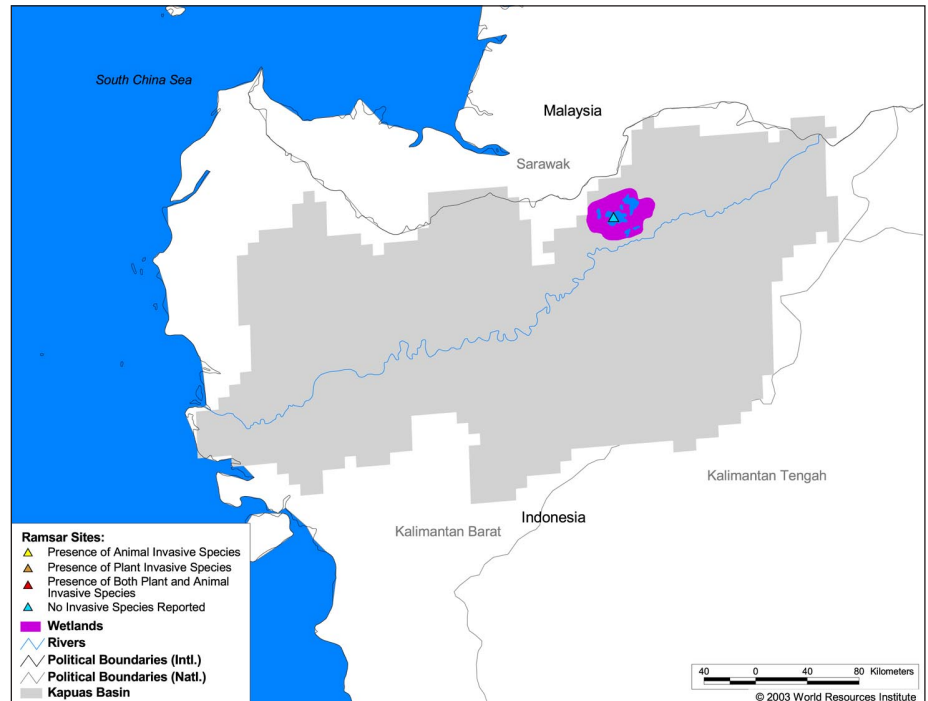 South China Sea
Malaysia
Sarawak
Kalimantan Tengah
Indonesia
Kalimantan Barat
Ramsar Sites:
Presence of Animal Invasive Species
Presence of Plant Invasive Species
Presence of Both Plant and Animal
Invasive Species
No Invasive Species Reported
Wetlands
Rivers
Political Boundaries (Intl.)
Political Boundaries (Natl.)
Kapuas Basin
40 0 40 80 Kilometers
© 2003 World Resources Institute